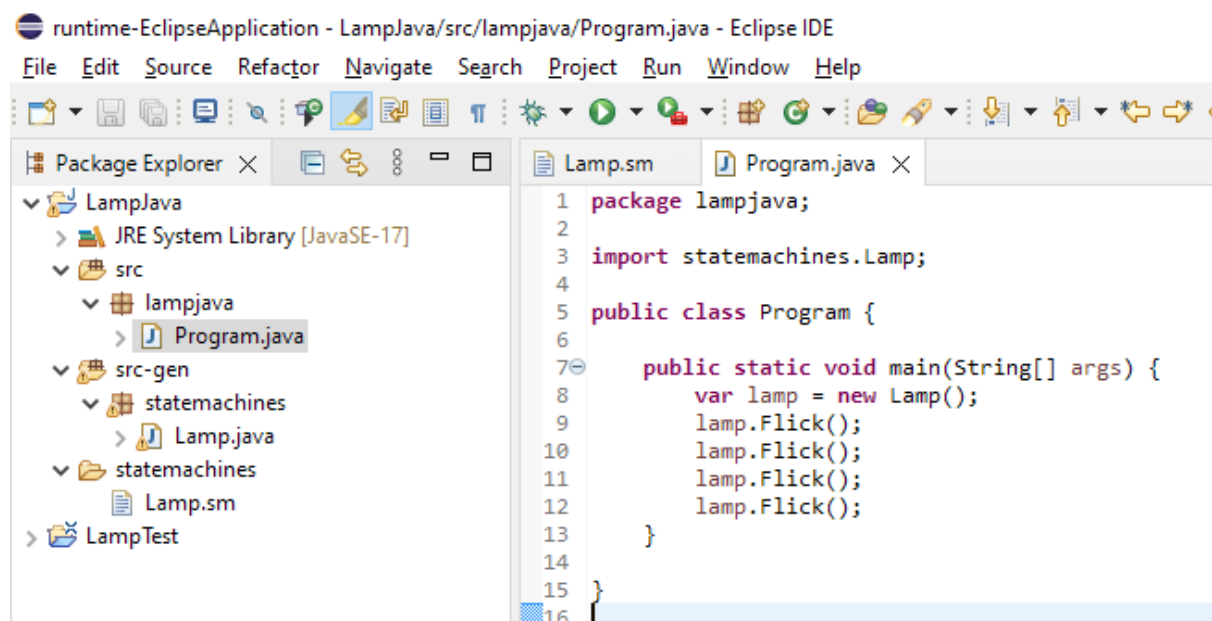 runtime-EclipseApplication - LampJava/src/lampjava/Program.java - Eclipse IDE
File Edit Source Refactor Navigate Search Project Run Window Help
Package Explorer
LampJava
JRE System Library [JavaSE-17]
src
lampjava
Program.java
src-gen
statemachines
Lamp.java
statemachines
Lamp.sm
LampTest
Lamp.sm Program.java
1 package lampjava;
2
3 import statemachines.Lamp;
4
5 public class Program {
6
7 public static void main(String[] args) {
8 var lamp = new Lamp();
9 lamp.Flick();
10 lamp.Flick();
11 lamp.Flick();
12 lamp.Flick();
13 }
14
15 }
16